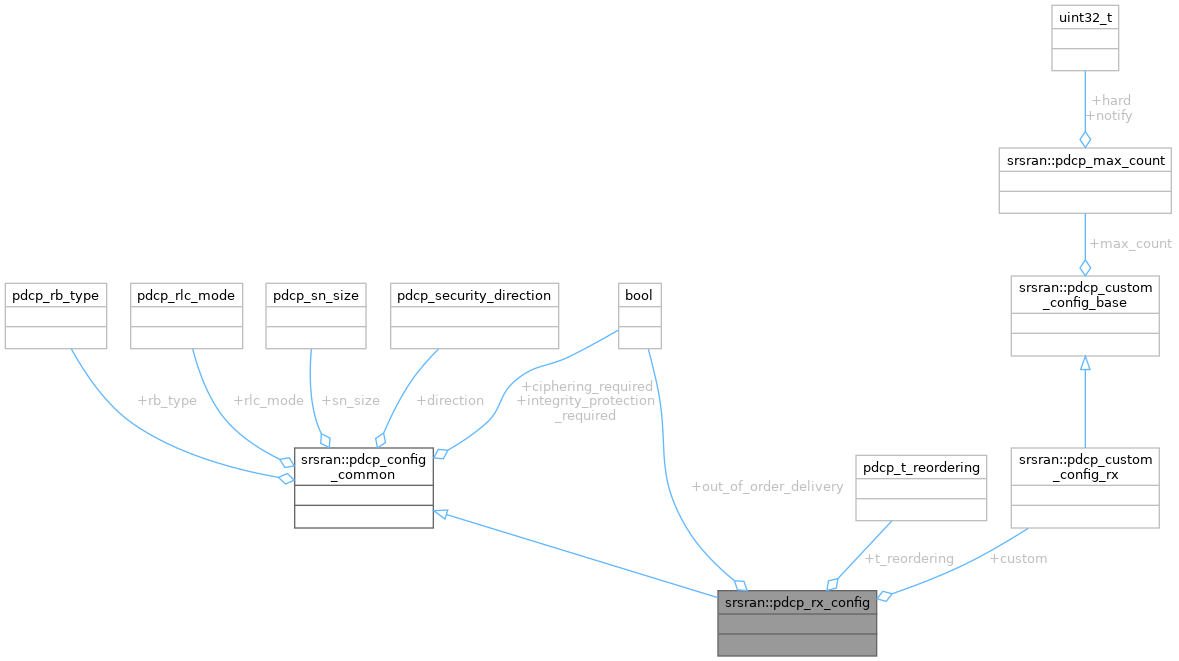 uint32_t
+hard
+notify
srsran::pdcp_max_count
+max_count
pdcp_rb_type
pdcp_rlc_mode
pdcp_sn_size
pdcp_security_direction
bool
srsran::pdcp_custom
_config_base
+rb_type
+rlc_mode
+sn_size
+direction
+ciphering_required
+integrity_protection
_required
srsran::pdcp_config
_common
+out_of_order_delivery
pdcp_t_reordering
srsran::pdcp_custom
_config_rx
+t_reordering
+custom
srsran::pdcp_rx_config